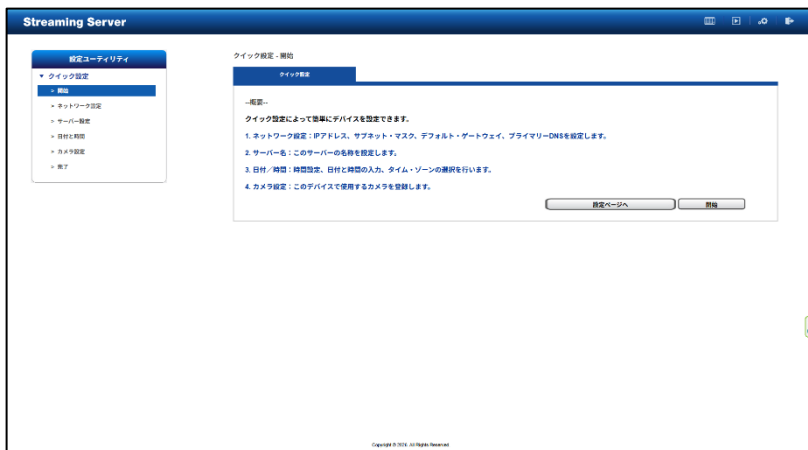 Streaming Server
設定ユーティリティ
クイック設定
開始
ネットワーク設定
サーバー設定
日付と時間
カメラ設定
完了
クイック設定 - 開始
クイック設定
--概要--
クイック設定によって簡単にデバイスを設定できます。
1. ネットワーク設定：IPアドレス、サブネット・マスク、デフォルト・ゲートウェイ、プライマリーDNSを設定します。
2. サーバー名：このサーバーの名称を設定します。
3. 日付／時間：時間設定、日付と時間の入力、タイム・ゾーンの選択を行います。
4. カメラ設定：このデバイスで使用するカメラを登録します。
設定ページへ
開始
Copyright © 2024. All Rights Reserved.